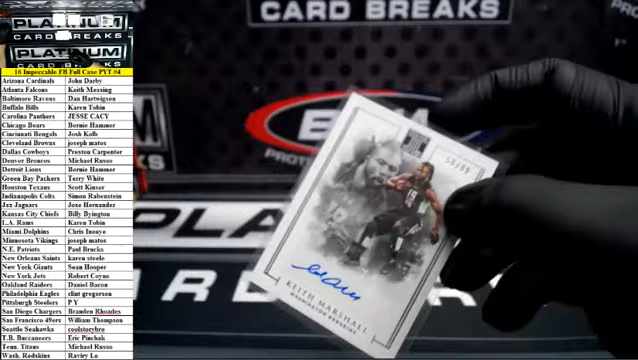 PLATINUM
PLATINUM
CARD BREAKS
16 Impeccable FB Full Case PYT #4
Arizona Cardinals John Darby
Atlanta Falcons Keith Messing
Baltimore Ravens Dan Hartwigsen
Buffalo Bills Karen Tobin
Carolina Panthers JESSE CACY
Chicago Bears Bernie Hammer
Cincinnati Bengals Josh Kolb
Cleveland Browns joseph matos
Dallas Cowboys Preston Carpenter
Denver Broncos Michael Russo
Detroit Lions Bernie Hammer
Green Bay Packers Terry White
Houston Texans Scott Kinser
Indianapolis Colts Simon Rabenstein
Jax Jaguars Jose Hernandez
Kansas City Chiefs Billy Byington
L.A. Rams Karen Tobin
Miami Dolphins Chris Inouye
Minnesota Vikings joseph matos
N.E. Patriots Paul Brucks
New Orleans Saints karen steele
New York Giants Sean Hooper
New York Jets Robert Coyne
Oakland Raiders Daniel Bacon
Philadelphia Eagles clint gregerson
Pittsburgh Steelers P Y
San Diego Chargers Branden Rhoades
San Francisco 49ers William Thompson
Seattle Seahawks coolstorybro
T.B. Buccaneers Eric Pinchak
Tenn. Titans Michael Russo
Wash. Redskins Raviry Lo
KEITH MARSHALL
WASHINGTON REDSKINS